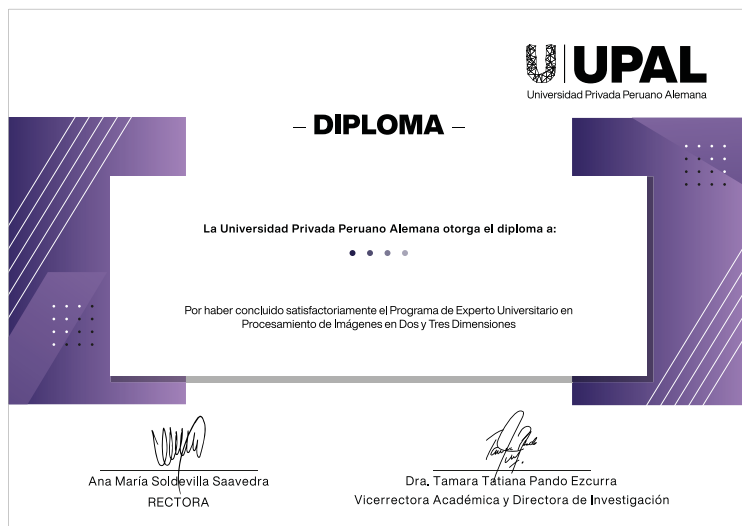 UPAL
Universidad Privada Peruano Alemana
– DIPLOMA –
La Universidad Privada Peruano Alemana otorga el diploma a:
Por haber concluido satisfactoriamente el Programa de Experto Universitario en
Procesamiento de Imágenes en Dos y Tres Dimensiones
Ana María Soldevilla Saavedra
RECTORA
Dra. Tamara Tatiana Pando Ezcurra
Vicerrectora Académica y Directora de Investigación